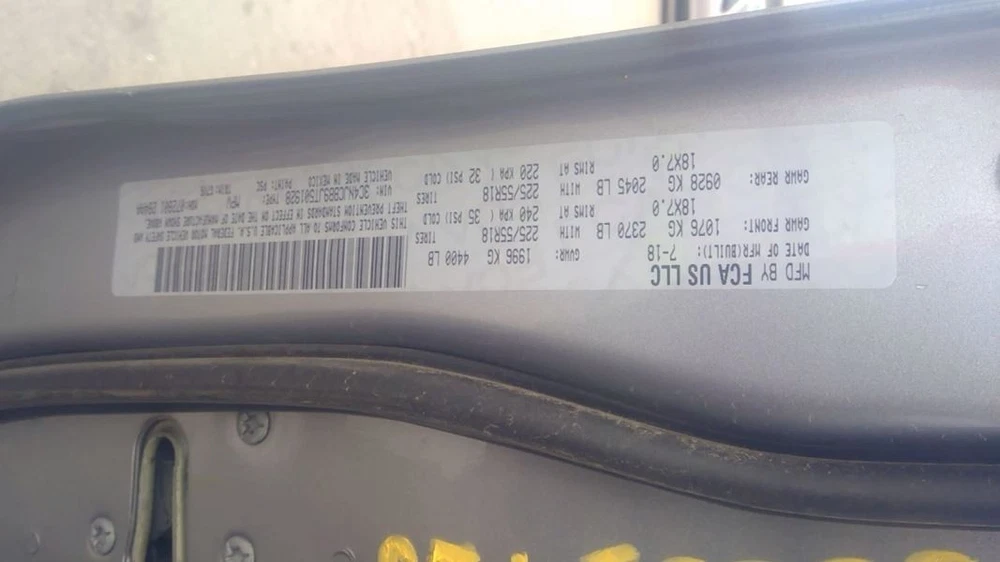 MFD BY FCA US LLC
DATE OF MFR(BUILT): 7-18 GVWR: 1996 KG 4400 LB
GAWR FRONT: TIRES
1076 KG 2370 LB WITH 225/55R18
18X7.0 RIMS AT 240 KPA ( 35 PSI) COLD
GAWR REAR: TIRES
0928 KG 2045 LB WITH 225/55R18
18X7.0 RIMS AT 220 KPA ( 32 PSI) COLD
THIS VEHICLE CONFORMS TO ALL APPLICABLE U.S.A. FEDERAL MOTOR VEHICLE SAFETY AND
THEFT PREVENTION STANDARDS IN EFFECT ON THE DATE OF MANUFACTURE SHOWN ABOVE.
VIN: TYPE: MPV
VEHICLE MADE IN MEXICO PAINT: PSC